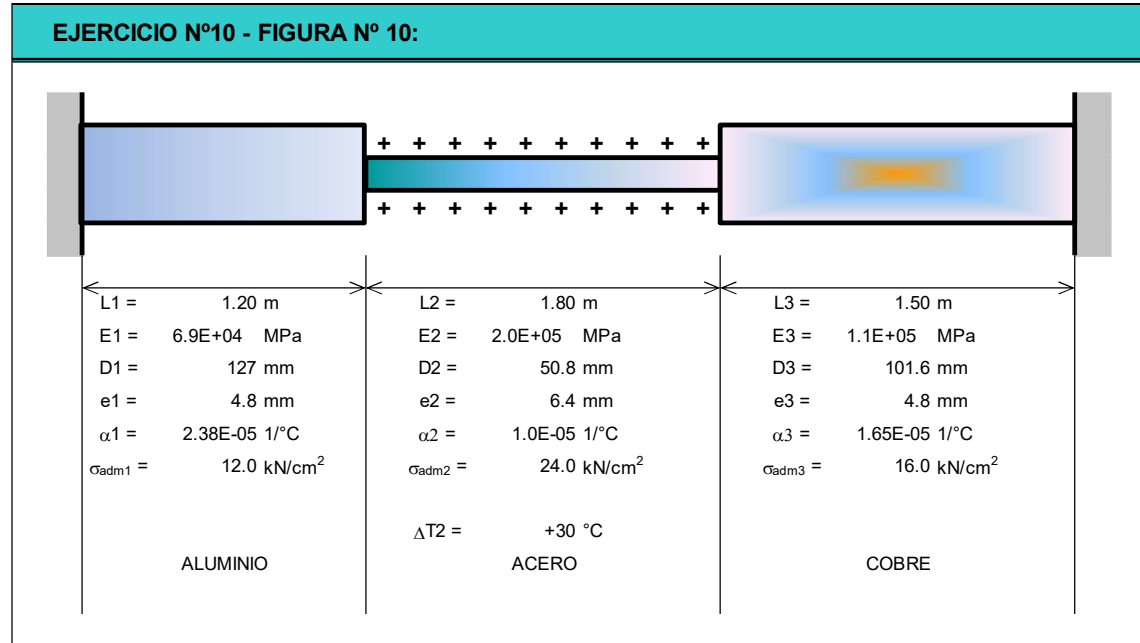 EJERCICIO Nº10 - FIGURA Nº 10:
+ + + + + + + + + +
+ + + + + + + + + +
L1 = 1.20 m
E1 = 6.9E+04 MPa
D1 = 127 mm
e1 = 4.8 mm
α1 = 2.38E-05 1/°C
σadm1 = 12.0 kN/cm²
ALUMINIO
L2 = 1.80 m
E2 = 2.0E+05 MPa
D2 = 50.8 mm
e2 = 6.4 mm
α2 = 1.0E-05 1/°C
σadm2 = 24.0 kN/cm²
ΔT2 = +30 °C
ACERO
L3 = 1.50 m
E3 = 1.1E+05 MPa
D3 = 101.6 mm
e3 = 4.8 mm
α3 = 1.65E-05 1/°C
σadm3 = 16.0 kN/cm²
COBRE